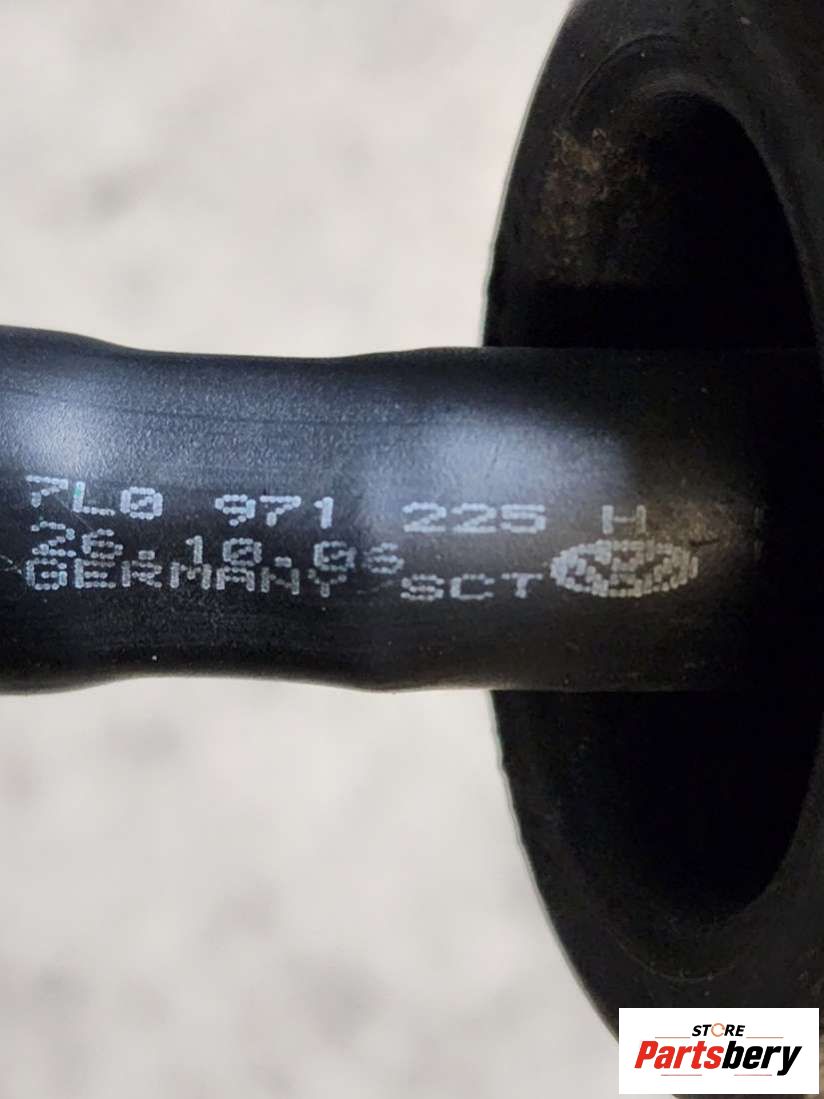 7L0 971 225 H
26.10.06
GERMANY SCT
STORE
Partsbery